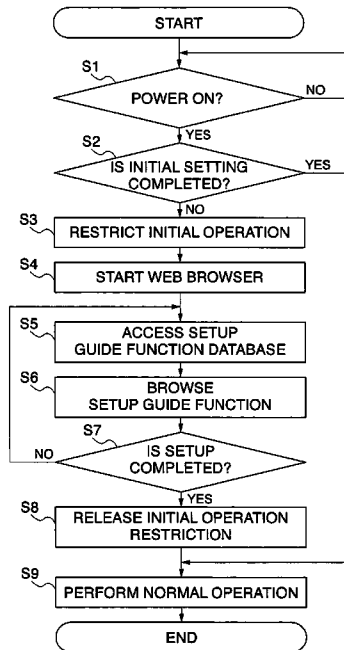 START
S1
POWER ON?
NO
YES
S2
IS INITIAL SETTING
COMPLETED?
YES
NO
S3
RESTRICT INITIAL OPERATION
S4
START WEB BROWSER
S5
ACCESS SETUP
GUIDE FUNCTION DATABASE
S6
BROWSE
SETUP GUIDE FUNCTION
S7
NO
IS SETUP
COMPLETED?
YES
S8
RELEASE INITIAL OPERATION
RESTRICTION
S9
PERFORM NORMAL OPERATION
END